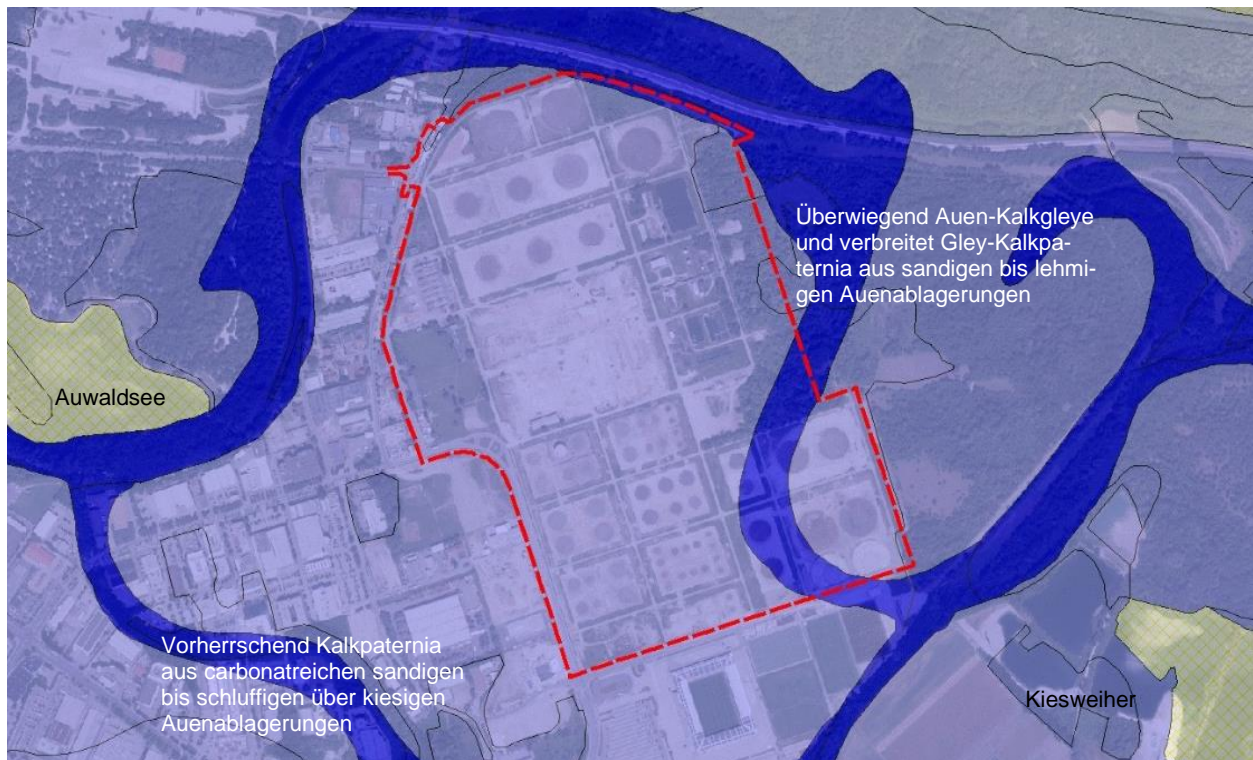 Überwiegend Auen-Kalkgleye
und verbreitet Gley-Kalkpa-
ternia aus sandigen bis lehmi-
gen Auenablagerungen
Auwaldsee
Vorherrschend Kalkpaternia
aus carbonatreichen sandigen
bis schluffigen über kiesigen
Auenablagerungen
Kiesweiher